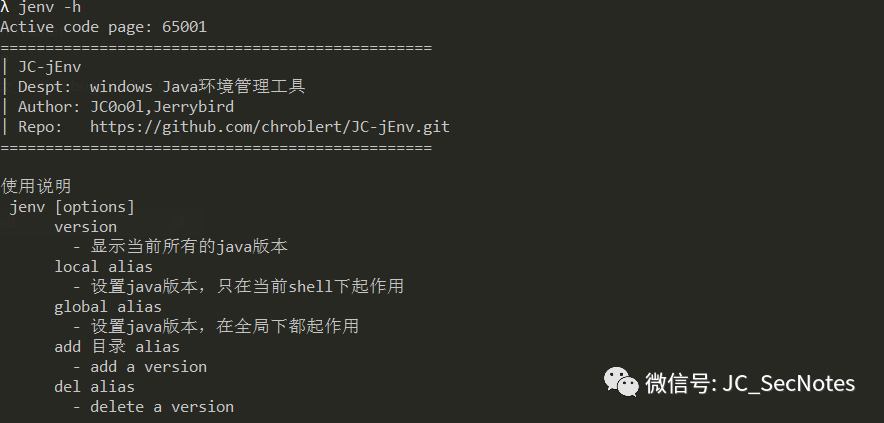 λ jenv -h
Active code page: 65001
================================================
| JC-jEnv
| Despt:  windows Java环境管理工具
| Author: JC0o0l,Jerrybird
| Repo:   https://github.com/chroblert/JC-jEnv.git
================================================
使用说明
 jenv [options]
      version
        - 显示当前所有的java版本
      local alias
        - 设置java版本，只在当前shell下起作用
      global alias
        - 设置java版本，在全局下都起作用
      add 目录 alias
        - add a version
      del alias
        - delete a version
微信号: JC_SecNotes